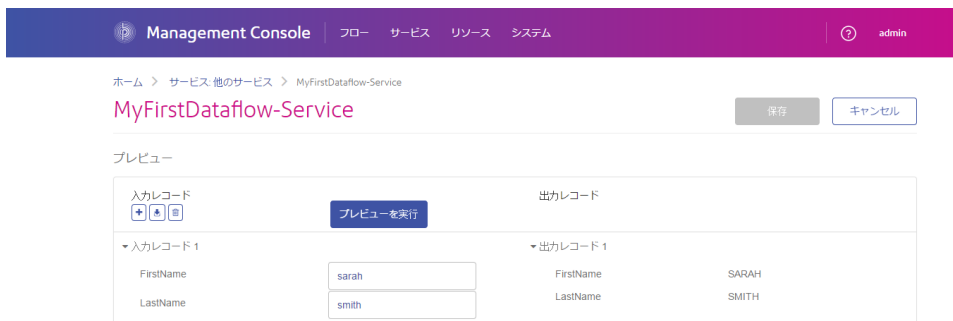 Management Console フロー サービス リソース システム ? admin
ホーム > サービス: 他のサービス > MyFirstDataflow-Service
MyFirstDataflow-Service 保存 キャンセル
プレビュー
入力レコード 出力レコード
プレビューを実行
入力レコード 1 出力レコード 1
FirstName sarah FirstName SARAH
LastName smith LastName SMITH